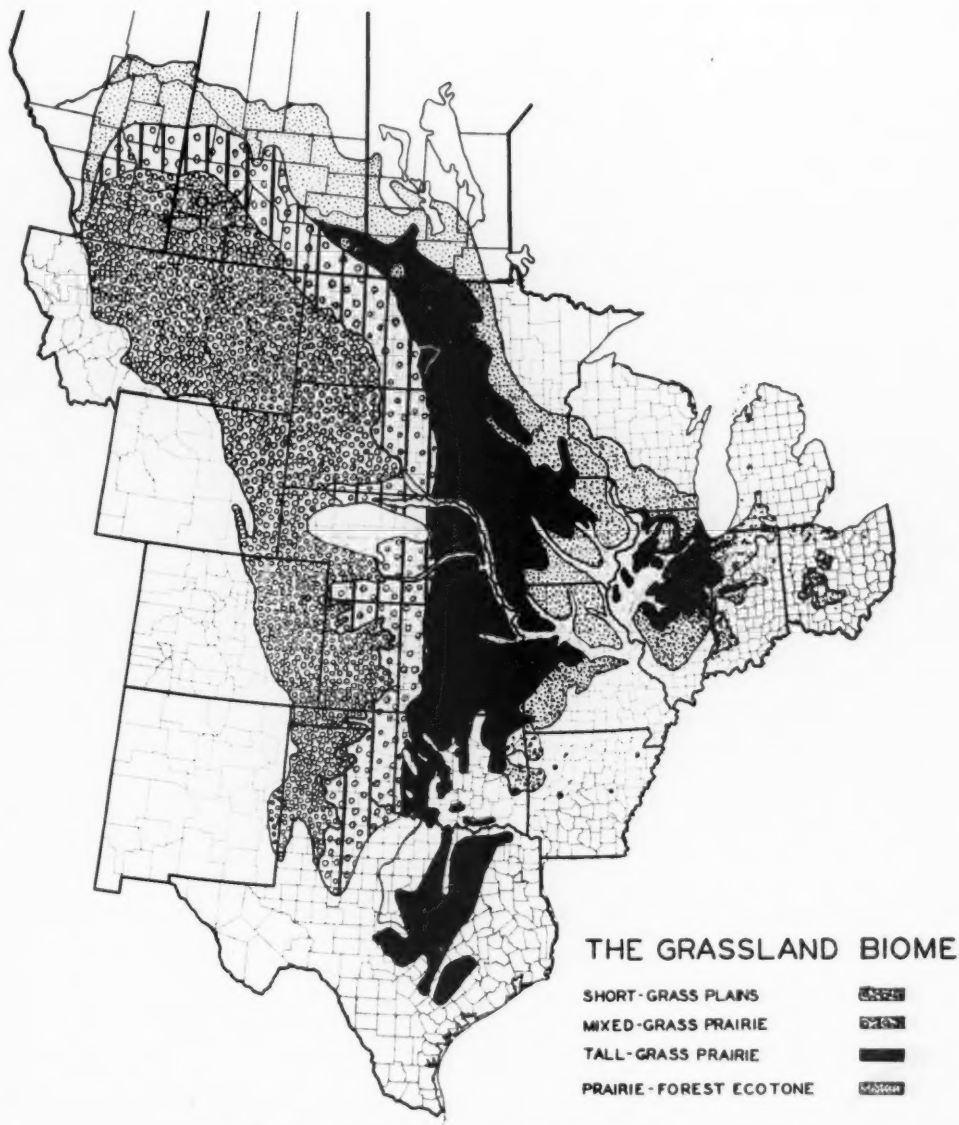 THE GRASSLAND BIOME
SHORT-GRASS PLAINS
MIXED-GRASS PRAIRIE
TALL-GRASS PRAIRIE
PRAIRIE-FOREST ECOTONE